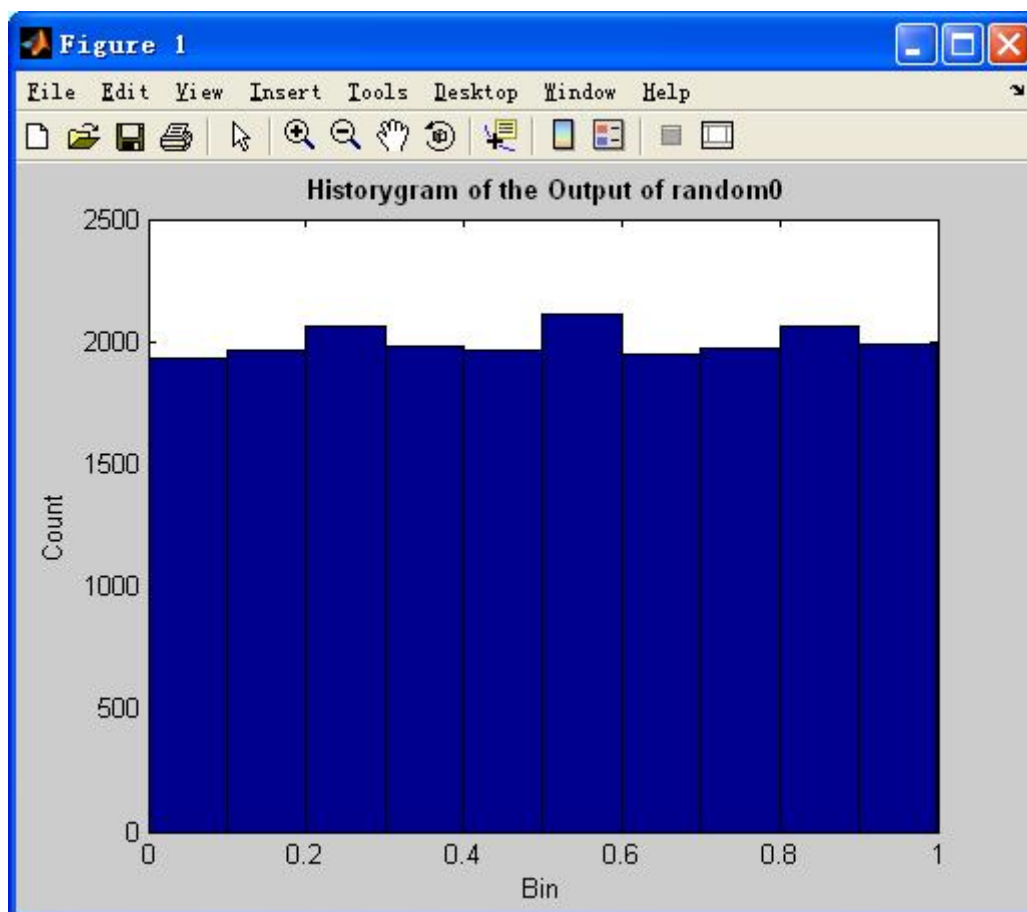 Figure 1
File Edit View Insert Tools Desktop Window Help
Historygram of the Output of random0
2500
2000
1500
1000
500
0
Count
0 0.2 0.4 0.6 0.8 1
Bin